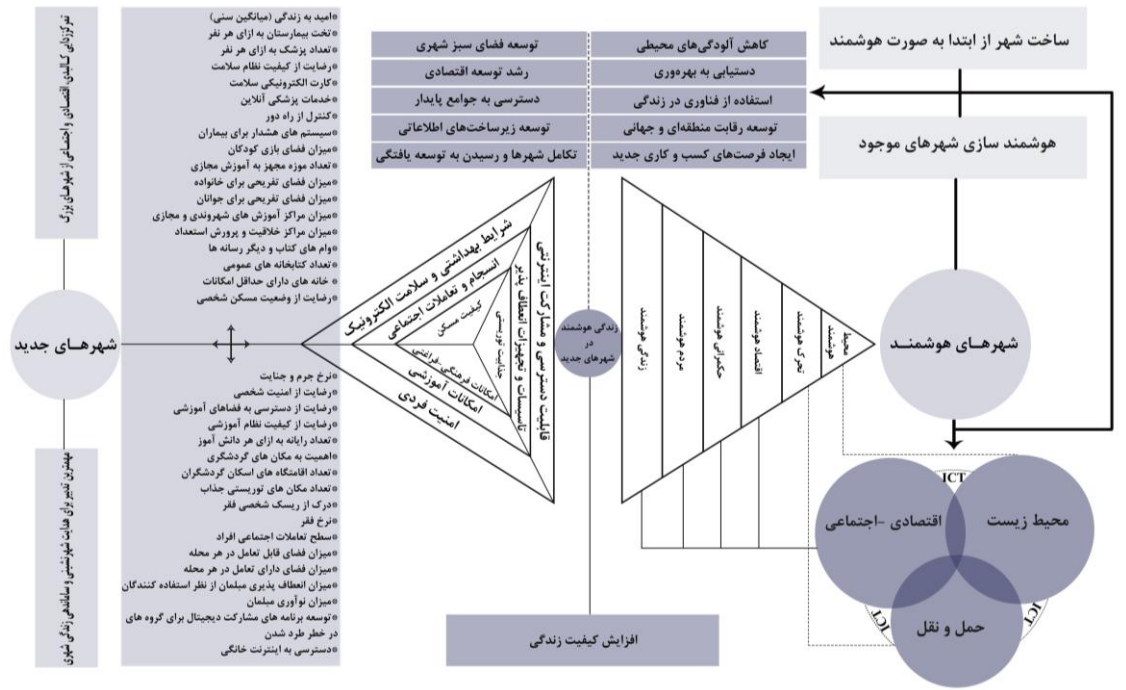 ساخت شهر از ابتدا به صورت هوشمند
هوشمند سازی شهرهای موجود
شهرهـای هوشمنـد
محیط زیست
اقتصادی -اجتماعی
حمل و نقل
ICT
ICT
ICT
کاهش آلودگی‌های محیطی
دستیابی به بهره‌وری
استفاده از فناوری در زندگی
توسعه رقابت منطقه‌ای و جهانی
ایجاد فرصت‌های کسب و کاری جدید
توسعه فضای سبز شهری
رشد توسعه اقتصادی
دسترسی به جوامع پایدار
توسعه زیرساخت‌های اطلاعاتی
تکامل شهرها و رسیدن به توسعه یافتگی
محیط
هوشمند
تحرک هوشمند
اقتصاد هوشمند
حکمرانی هوشمند
مردم هوشمند
زندگی هوشمند
زندگی هوشمند
در
شهرهای جدید
افزایش کیفیت زندگی
قابلیت دسترسی و مشارکت اینترنتی
تاسیسات و تجهیزات انعطاف پذیر
جذابیت توریستی
شرایط بهداشتی و سلامت الکترونیک
انسجام و تعاملات اجتماعی
کیفیت مسکن
امکانات فرهنگی-فراغتی
امکانات آموزشی
امنیت فردی
*امید به زندگی (میانگین سنی)
*تخت بیمارستان به ازای هر نفر
*تعداد پزشک به ازای هر نفر
*رضایت از کیفیت نظام سلامت
*کارت الکترونیکی سلامت
*خدمات پزشکی آنلاین
*کنترل از راه دور
*سیستم های هشدار برای بیماران
*میزان فضای بازی کودکان
*تعداد موزه مجهز به آموزش مجازی
*میزان فضای تفریحی برای خانواده
*میزان فضای تفریحی برای جوانان
*میزان مراکز آموزش های شهروندی و مجازی
*میزان مراکز خلاقیت و پرورش استعداد
*وام های کتاب و دیگر رسانه ها
*تعداد کتابخانه های عمومی
* خانه های دارای حداقل امکانات
*رضایت از وضعیت مسکن شخصی
*نرخ جرم و جنایت
*رضایت از امنیت شخصی
*رضایت از دسترسی به فضاهای آموزشی
*رضایت از کیفیت نظام آموزشی
*تعداد رایانه به ازای هر دانش آموز
*اهمیت به مکان های گردشگری
*تعداد اقامتگاه های اسکان گردشگران
*تعداد مکان های توریستی جذاب
*درک از ریسک شخصی فقر
*نرخ فقر
*سطح تعاملات اجتماعی افراد
*میزان فضای قابل تعامل در هر محله
*میزان فضای دارای تعامل در هر محله
*میزان انعطاف پذیری مبلمان از نظر استفاده کنندگان
*میزان نوآوری مبلمان
*توسعه برنامه های مشارکت دیجیتال برای گروه های
در خطر طرد شدن
*دسترسی به اینترنت خانگی
تمرکززدایی کـالبدی، اقتصـادی و اجتمـاعی از شهرهـای بزرگ
شهرهـای جدید
مهمترین تدبیر برای هدایت شهرنشینی و ساماندهی زندگی شهری